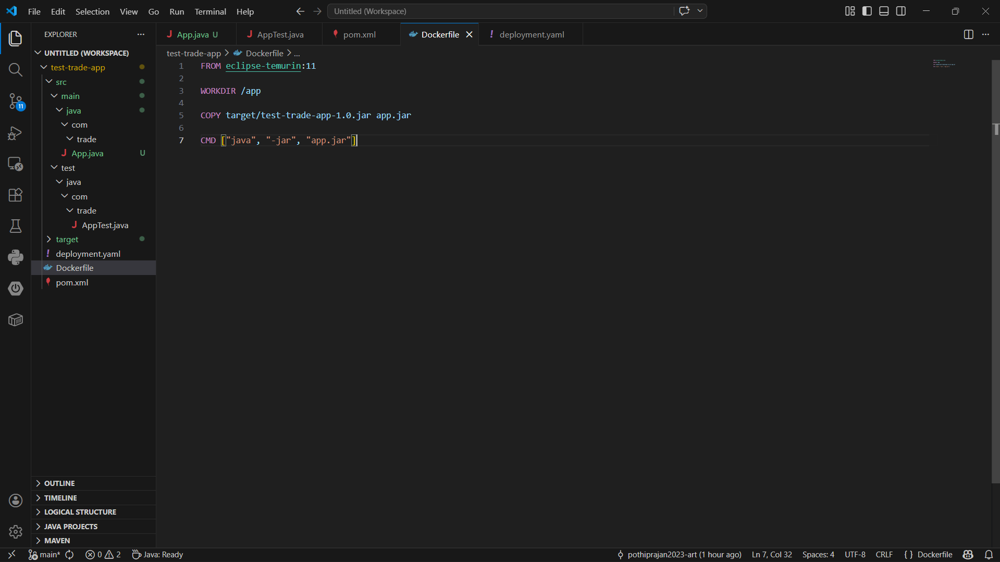 File Edit Selection View Go Run Terminal Help
Untitled (Workspace)
EXPLORER
App.java U
AppTest.java
pom.xml
Dockerfile
deployment.yaml
UNTITLED (WORKSPACE)
test-trade-app
src
main
java
com
trade
App.java U
test
java
com
trade
AppTest.java
target
deployment.yaml
Dockerfile
pom.xml
11
test-trade-app > Dockerfile > ...
1 FROM eclipse-temurin:11
2
3 WORKDIR /app
4
5 COPY target/test-trade-app-1.0.jar app.jar
6
7 CMD ["java", "-jar", "app.jar"]
OUTLINE
TIMELINE
LOGICAL STRUCTURE
JAVA PROJECTS
MAVEN
main* 0 2 Java: Ready
pothiprajan2023-art (1 hour ago) Ln 7, Col 32 Spaces: 4 UTF-8 CRLF { } Dockerfile